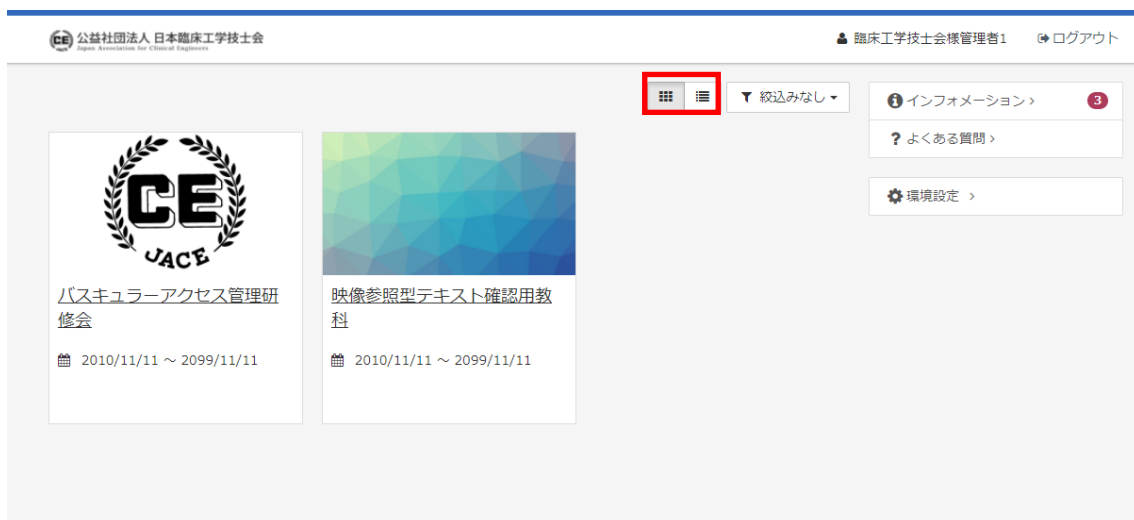 CE 公益社団法人 日本臨床工学技士会
Japan Association for Clinical Engineers
臨床工学技士会様管理者1 ログアウト
絞込みなし
インフォメーション 3
? よくある質問
環境設定
CE
JACE
バスキュラーアクセス管理研
修会
2010/11/11 ～ 2099/11/11
映像参照型テキスト確認用教
科
2010/11/11 ～ 2099/11/11